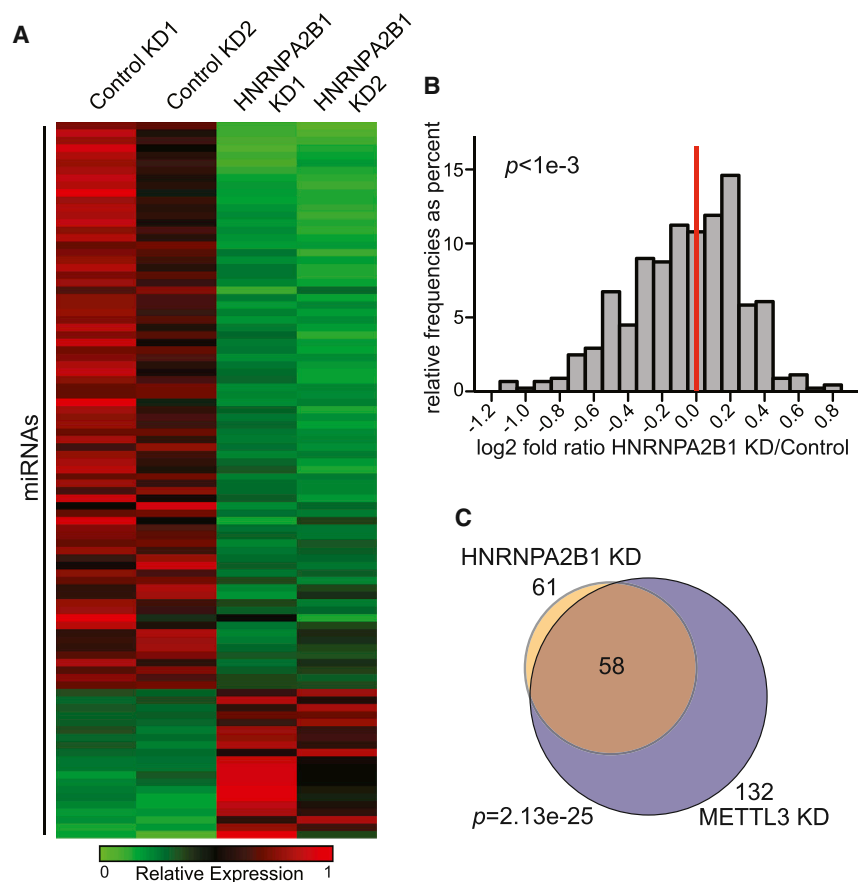 A
Control KD1
Control KD2
HNRNPA2B1
KD1
HNRNPA2B1
KD2
miRNAs
0
Relative Expression
1
B
relative frequencies as percent
15
10
5
0
p<1e-3
-1.2
-1.0
-0.8
-0.6
-0.4
-0.2
0.0
0.2
0.4
0.6
0.8
log2 fold ratio HNRNPA2B1 KD/Control
C
HNRNPA2B1 KD
61
58
132
METTL3 KD
p=2.13e-25